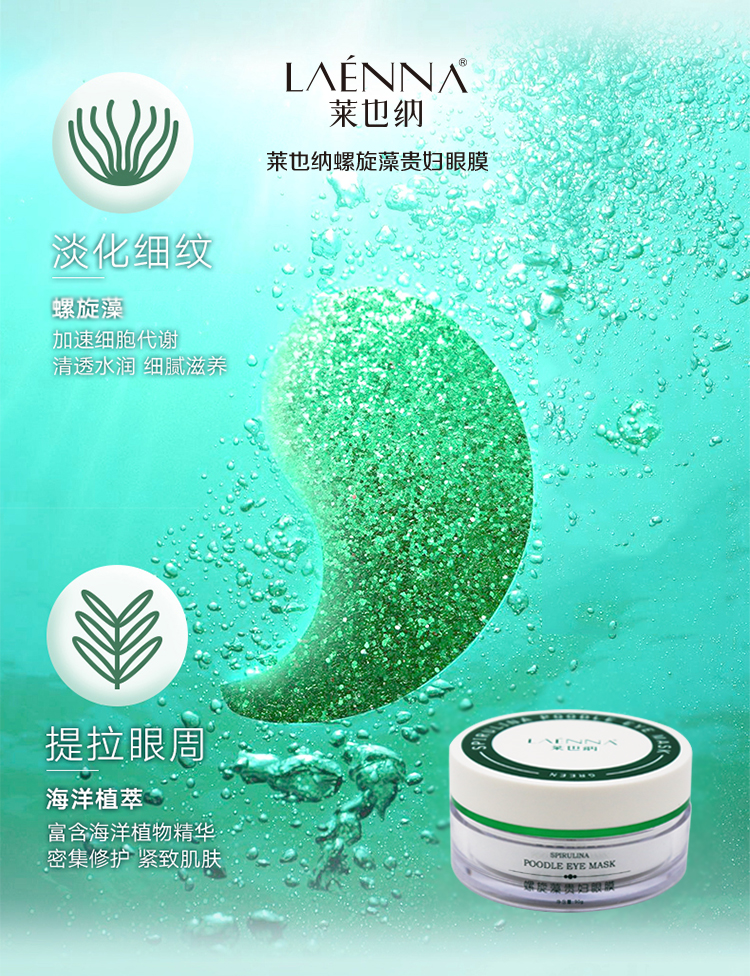 LAÉNNA®
莱也纳
莱也纳螺旋藻贵妇眼膜
淡化细纹
螺旋藻
加速细胞代谢
清透水润 细腻滋养
提拉眼周
海洋植萃
富含海洋植物精华
密集修护 紧致肌肤
SPIRULINA POODLE EYE MASK
LAÉNNA
莱也纳
GREEN
SPIRULINA
POODLE EYE MASK
螺旋藻贵妇眼膜